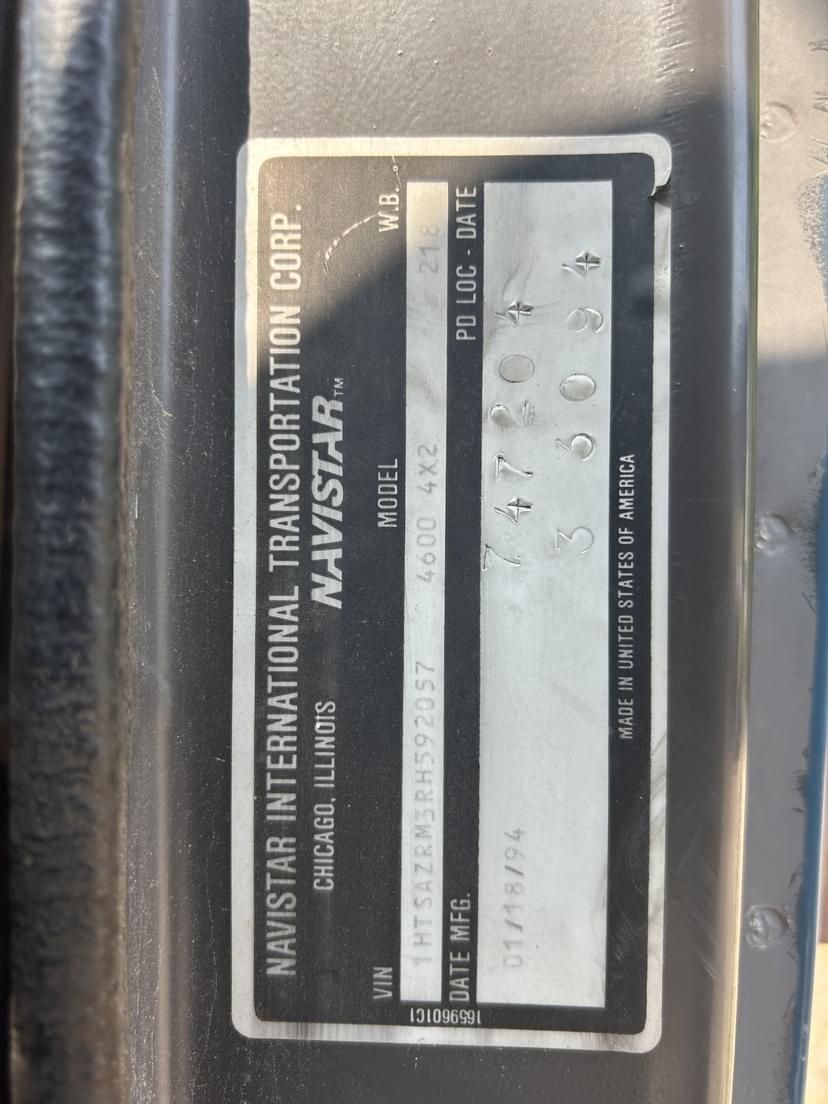 NAVISTAR INTERNATIONAL TRANSPORTATION CORP.
CHICAGO, ILLINOIS
NAVISTAR™
VIN MODEL W.B.
1HTSAZRM3RH592057 4600 4X2 218
DATE MFG. PD LOC - DATE
01/18/94 747204
3 3094
MADE IN UNITED STATES OF AMERICA
1659601C1